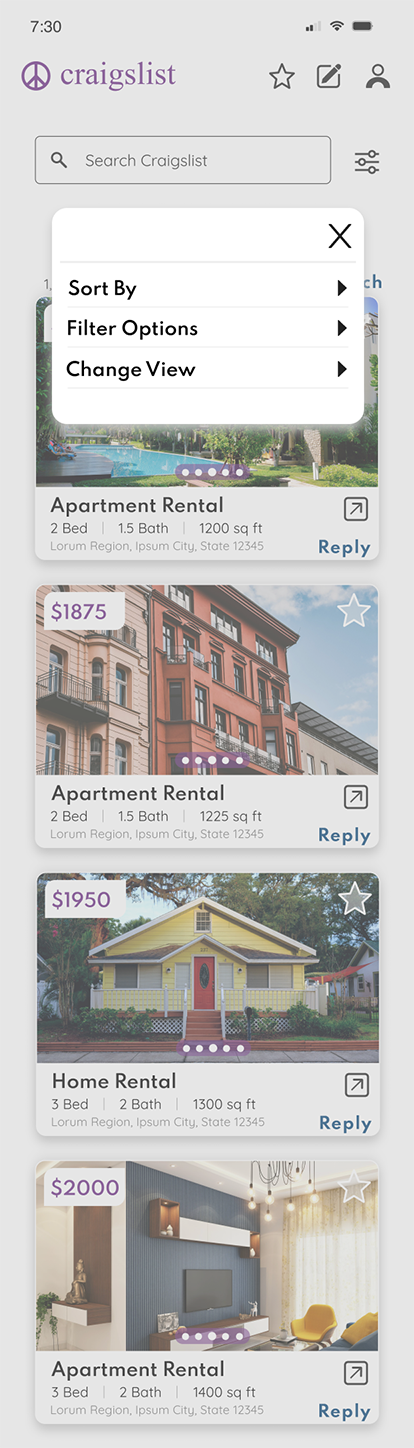 7:30
craigslist
Search Craigslist
Sort By
Filter Options
Change View
Apartment Rental
2 Bed | 1.5 Bath | 1200 sq ft
Lorum Region, Ipsum City, State 12345
Reply
$1875
Apartment Rental
2 Bed | 1.5 Bath | 1225 sq ft
Lorum Region, Ipsum City, State 12345
Reply
$1950
Home Rental
3 Bed | 2 Bath | 1300 sq ft
Lorum Region, Ipsum City, State 12345
Reply
$2000
Apartment Rental
3 Bed | 2 Bath | 1400 sq ft
Lorum Region, Ipsum City, State 12345
Reply